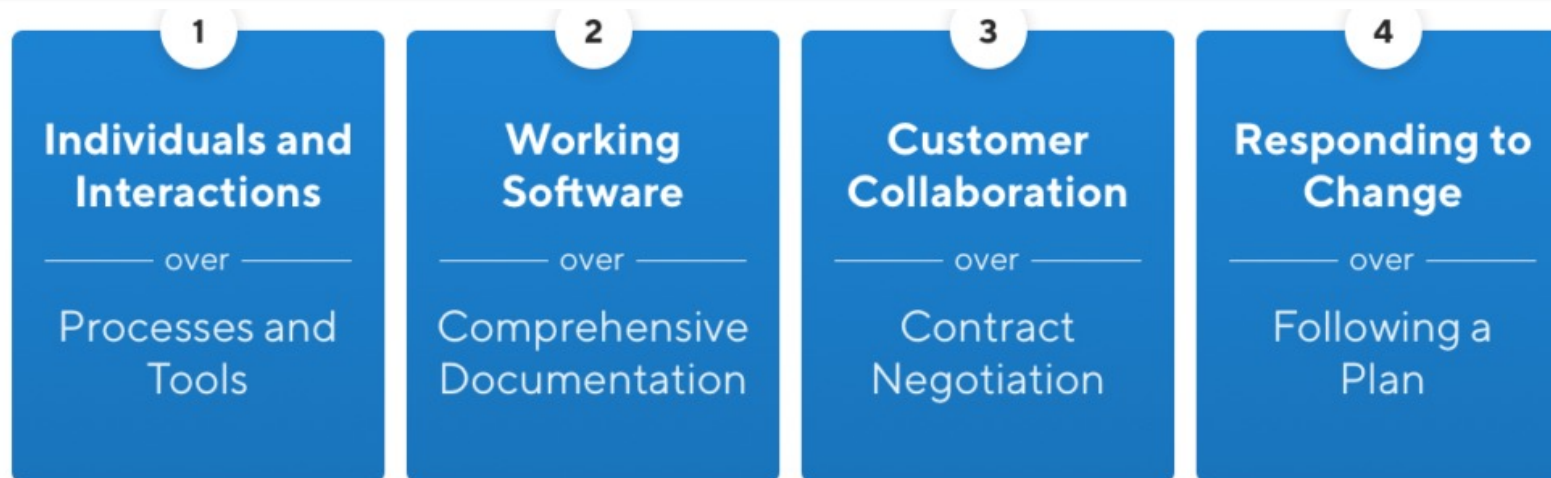 1
Individuals and
Interactions
over
Processes and
Tools
2
Working
Software
over
Comprehensive
Documentation
3
Customer
Collaboration
over
Contract
Negotiation
4
Responding to
Change
over
Following a
Plan